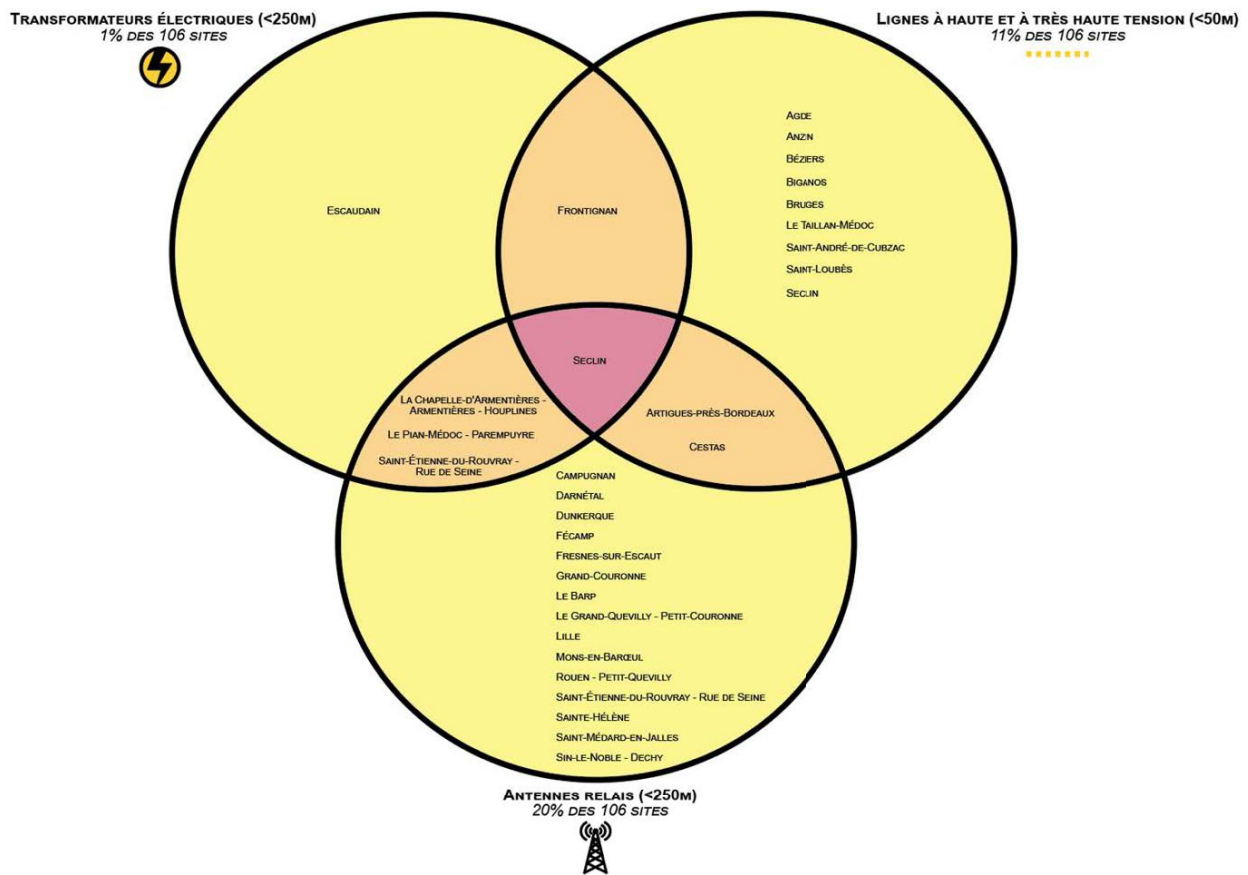 Transformateurs électriques (<250m)
1% des 106 sites
Lignes à haute et à très haute tension (<50m)
11% des 106 sites
Escaudain
Frontignan
Agde
Anzin
Béziers
Biganos
Bruges
Le Taillan-Médoc
Saint-André-de-Cubzac
Saint-Loubès
Seclin
Seclin
La Chapelle-d'Armentières -
Armentières - Houplines
Le Pian-Médoc - Parempuyre
Saint-Étienne-du-Rouvray -
Rue de Seine
Artigues-près-Bordeaux
Cestas
Campugnan
Darnétal
Dunkerque
Fécamp
Fresnes-sur-Escaut
Grand-Couronne
Le Barp
Le Grand-Quevilly - Petit-Couronne
Lille
Mons-en-Barœul
Rouen - Petit-Quevilly
Saint-Étienne-du-Rouvray - Rue de Seine
Sainte-Hélène
Saint-Médard-en-Jalles
Sin-le-Noble - Dechy
Antennes relais (<250m)
20% des 106 sites